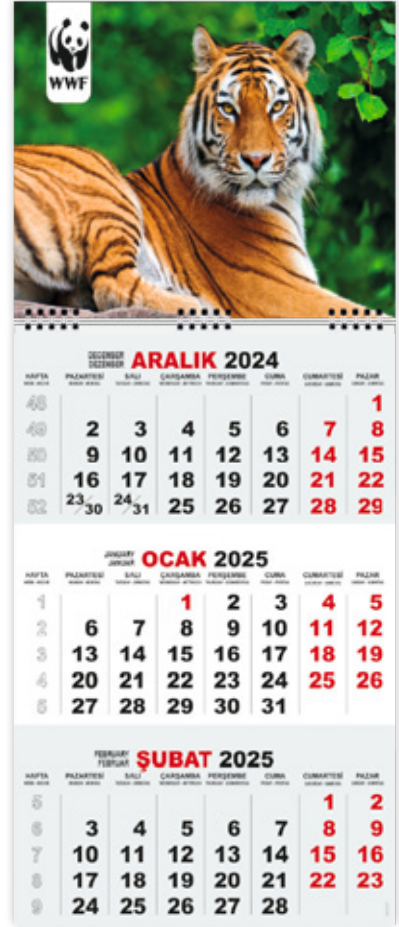 WWF
DECEMBER
DEZEMBER ARALIK 2024
HAFTA PAZARTESİ SALI ÇARŞAMBA PERŞEMBE CUMA CUMARTESİ PAZAR
48 1
49 2 3 4 5 6 7 8
50 9 10 11 12 13 14 15
51 16 17 18 19 20 21 22
52 23/30 24/31 25 26 27 28 29
JANUARY
JANUAR OCAK 2025
HAFTA PAZARTESİ SALI ÇARŞAMBA PERŞEMBE CUMA CUMARTESİ PAZAR
1 1 2 3 4 5
2 6 7 8 9 10 11 12
3 13 14 15 16 17 18 19
4 20 21 22 23 24 25 26
5 27 28 29 30 31
FEBRUARY
FEBRUAR ŞUBAT 2025
HAFTA PAZARTESİ SALI ÇARŞAMBA PERŞEMBE CUMA CUMARTESİ PAZAR
5 1 2
6 3 4 5 6 7 8 9
7 10 11 12 13 14 15 16
8 17 18 19 20 21 22 23
9 24 25 26 27 28